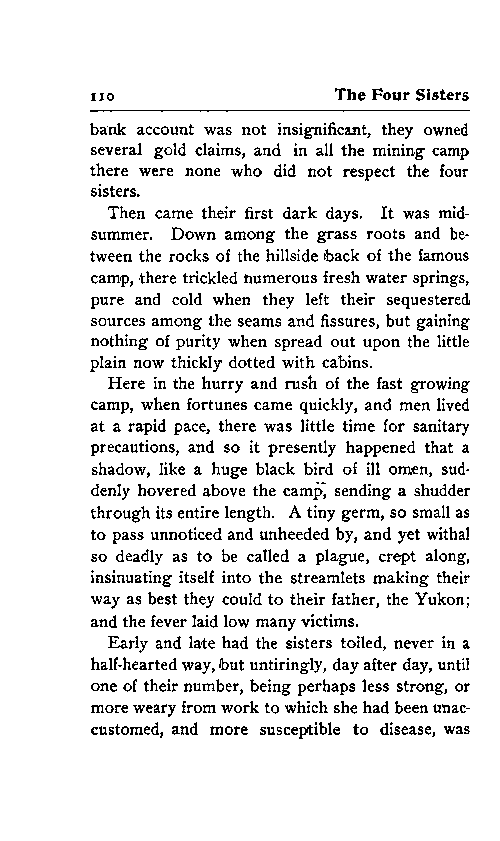 110 The Four Sisters
bank account was not insignificant, they owned
several gold claims, and in all the mining camp
there were none who did not respect the four
sisters.
Then came their first dark days. It was mid-
summer. Down among the grass roots and be-
tween the rocks of the hillside back of the famous
camp, there trickled numerous fresh water springs,
pure and cold when they left their sequestered
sources among the seams and fissures, but gaining
nothing of purity when spread out upon the little
plain now thickly dotted with cabins.
Here in the hurry and rush of the fast growing
camp, when fortunes came quickly, and men lived
at a rapid pace, there was little time for sanitary
precautions, and so it presently happened that a
shadow, like a huge black bird of ill omen, sud-
denly hovered above the camp, sending a shudder
through its entire length. A tiny germ, so small as
to pass unnoticed and unheeded by, and yet withal
so deadly as to be called a plague, crept along,
insinuating itself into the streamlets making their
way as best they could to their father, the Yukon;
and the fever laid low many victims.
Early and late had the sisters toiled, never in a
half-hearted way, but untiringly, day after day, until
one of their number, being perhaps less strong, or
more weary from work to which she had been unac-
customed, and more susceptible to disease, was